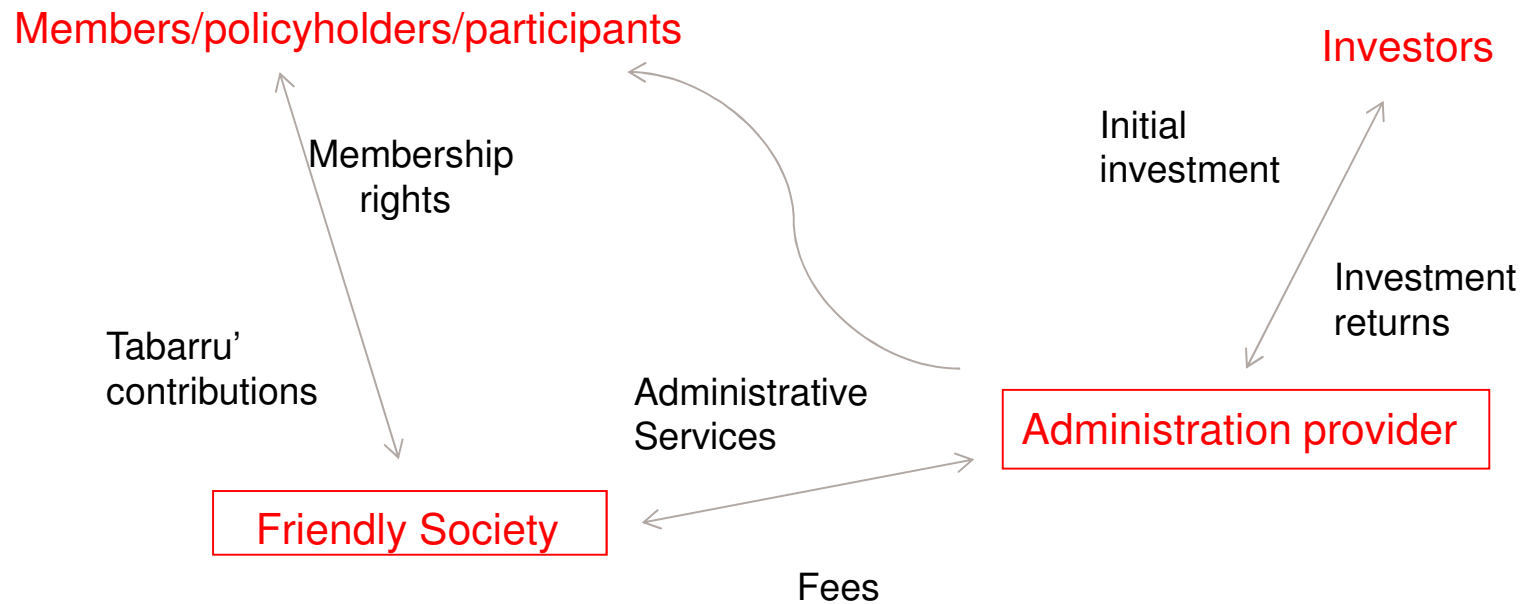 Members/policyholders/participants
Investors
Initial
investment
Membership
rights
Investment
returns
Tabarru’
contributions
Administrative
Services
Administration provider
Friendly Society
Fees